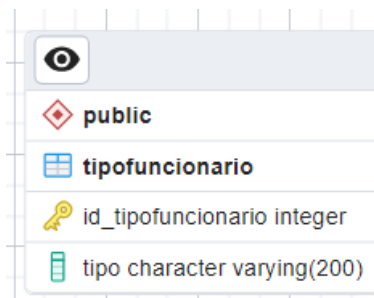 public
tipofuncionario
id_tipofuncionario integer
tipo character varying(200)